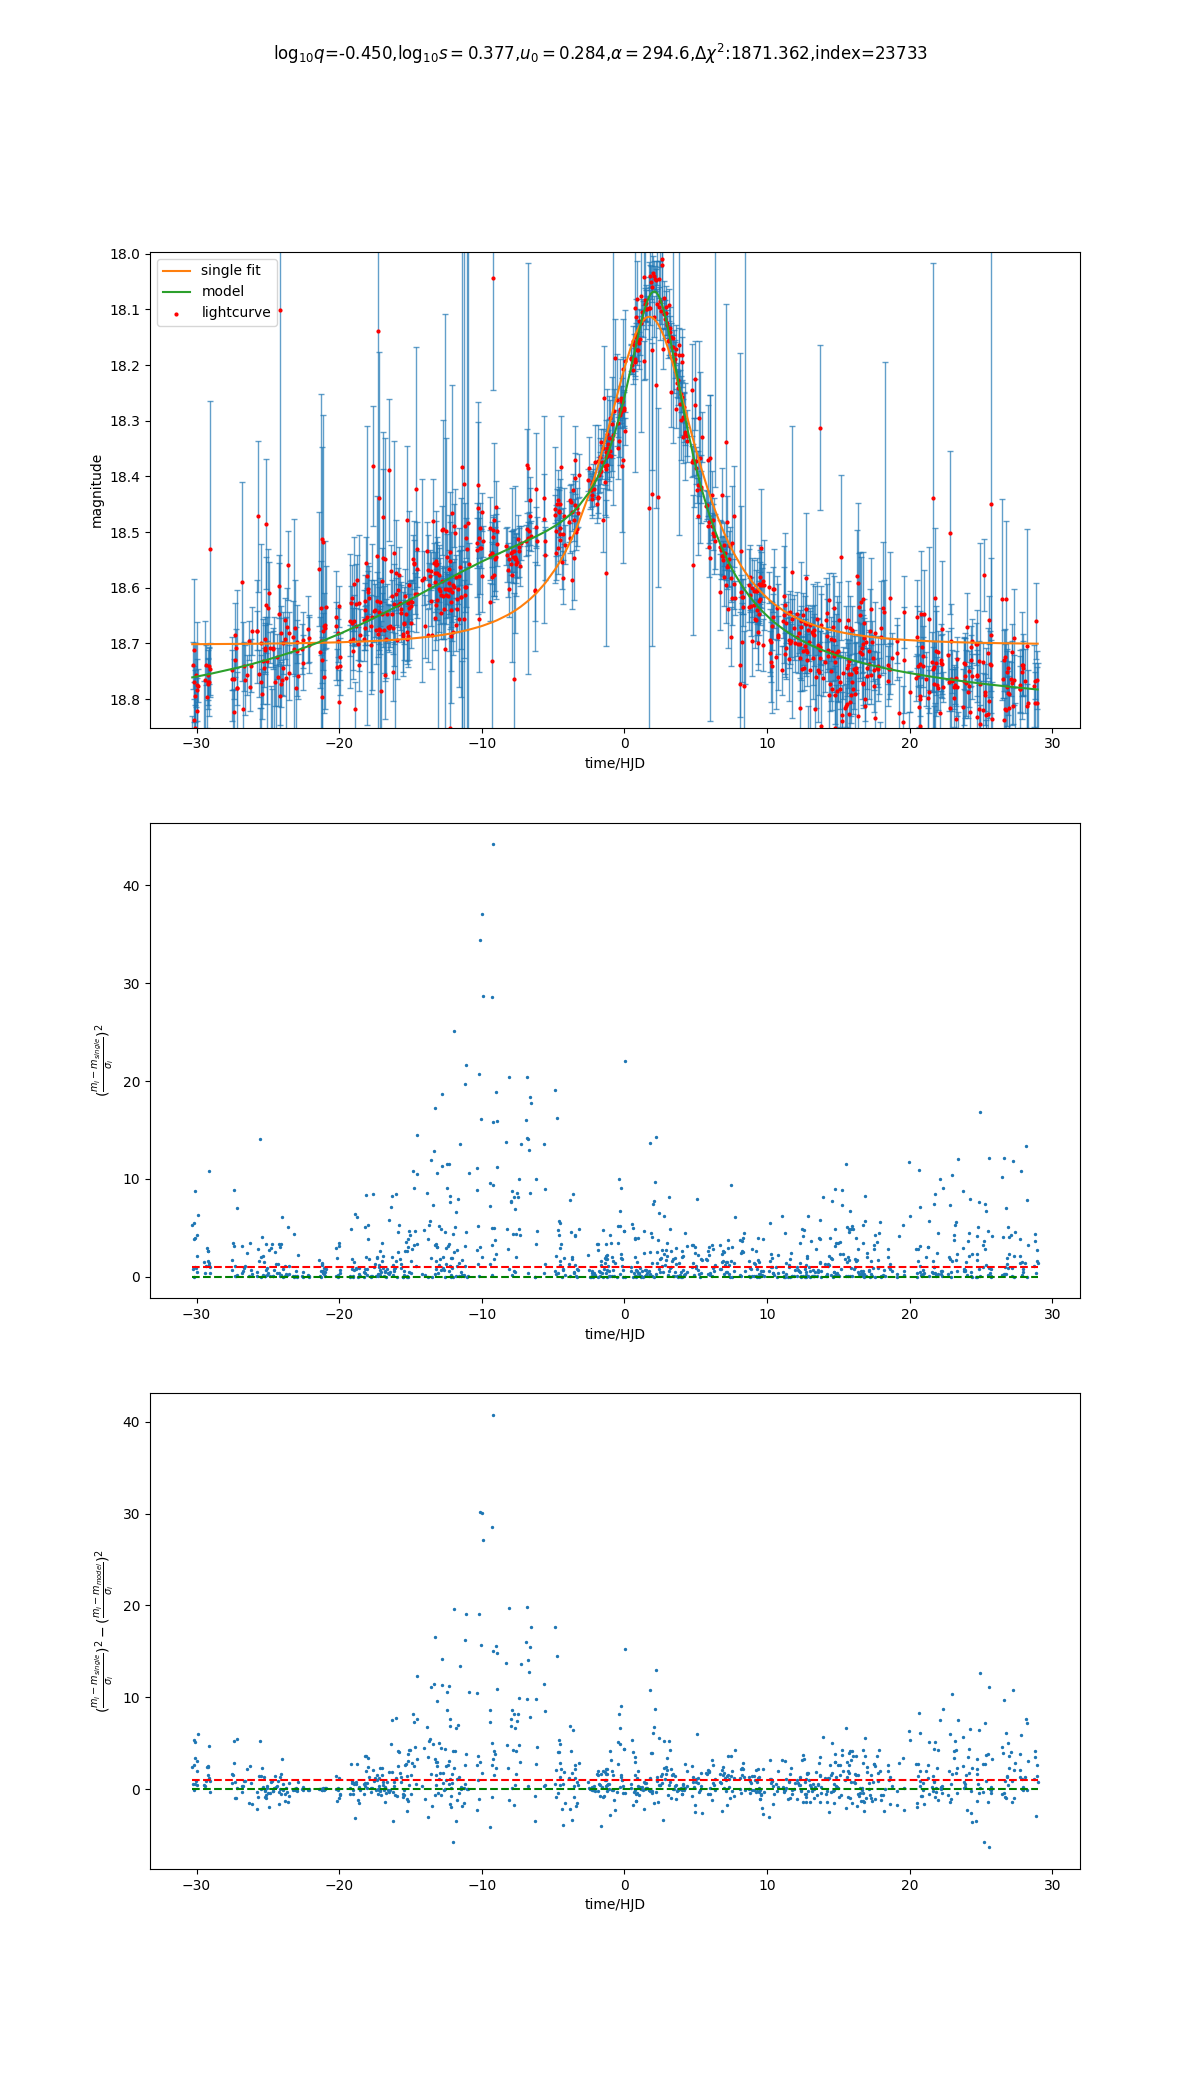 log₁₀q=-0.450,log₁₀s = 0.377,u₀ = 0.284,α = 294.6,Δχ²:1871.362,index=23733
18.0
18.1
18.2
18.3
18.4
18.5
18.6
18.7
18.8
magnitude
single fit
model
lightcurve
−30 −20 −10 0 10 20 30
time/HJD
40
30
20
10
0
((mᵢ − m_single)/σᵢ)²
−30 −20 −10 0 10 20 30
time/HJD
40
30
20
10
0
((mᵢ − m_single)/σᵢ)² − ((mᵢ − m_model)/σᵢ)²
−30 −20 −10 0 10 20 30
time/HJD